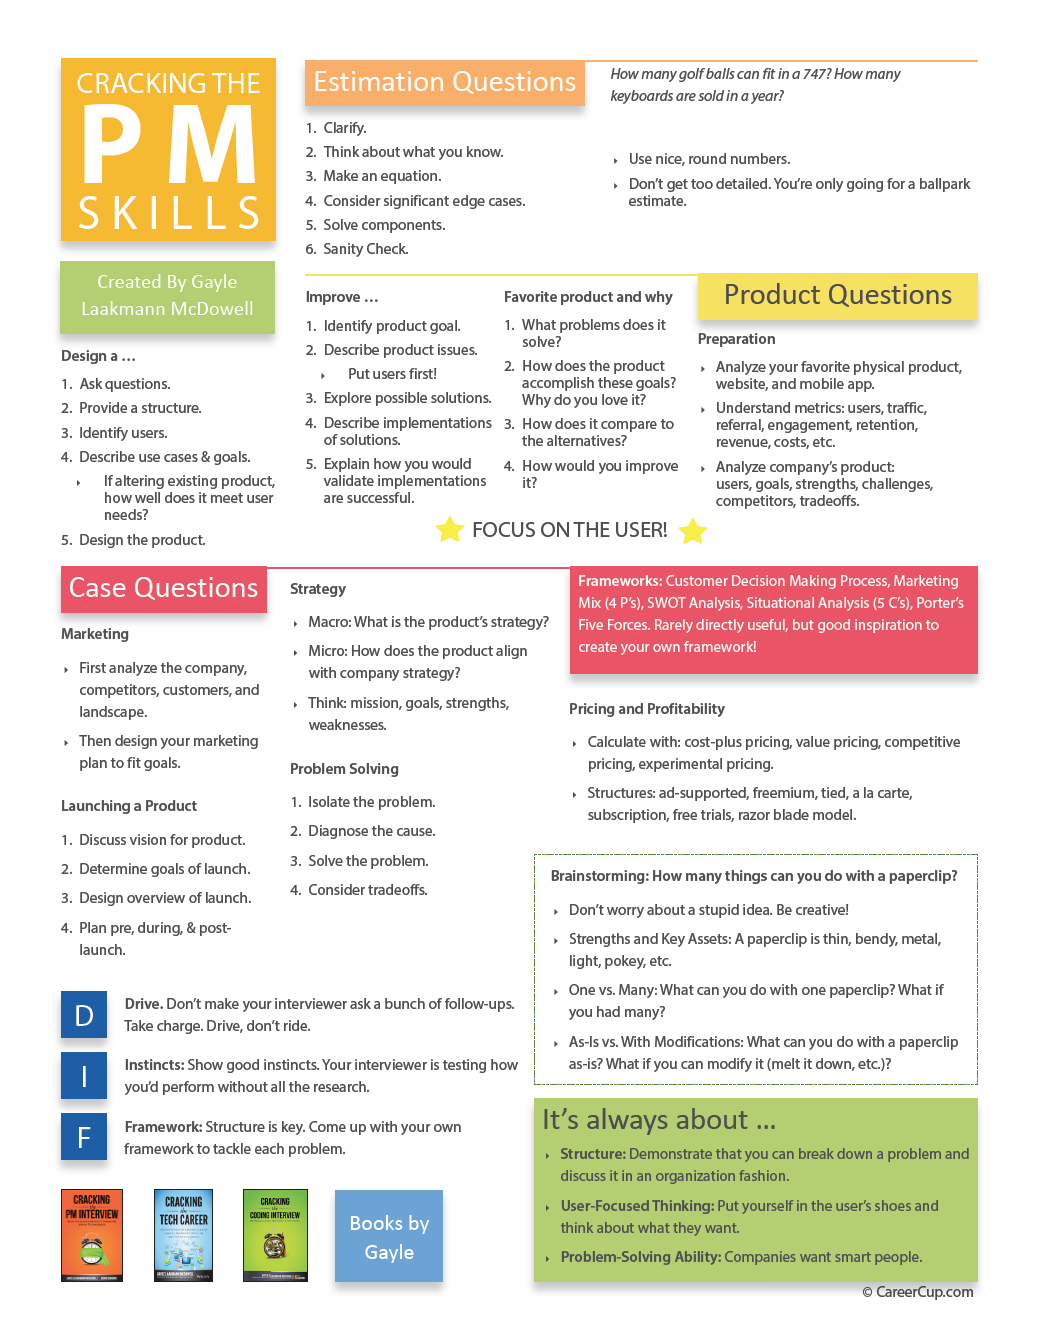 CRACKING THE
PM
SKILLS
Created By Gayle
Laakmann McDowell
Estimation Questions
1. Clarify.
2. Think about what you know.
3. Make an equation.
4. Consider significant edge cases.
5. Solve components.
6. Sanity Check.
How many golf balls can fit in a 747? How many
keyboards are sold in a year?
Use nice, round numbers.
Don't get too detailed. You're only going for a ballpark
estimate.
Product Questions
Design a …
1. Ask questions.
2. Provide a structure.
3. Identify users.
4. Describe use cases & goals.
If altering existing product,
how well does it meet user
needs?
5. Design the product.
Improve …
1. Identify product goal.
2. Describe product issues.
Put users first!
3. Explore possible solutions.
4. Describe implementations
of solutions.
5. Explain how you would
validate implementations
are successful.
Favorite product and why
1. What problems does it
solve?
2. How does the product
accomplish these goals?
Why do you love it?
3. How does it compare to
the alternatives?
4. How would you improve
it?
Preparation
Analyze your favorite physical product,
website, and mobile app.
Understand metrics: users, traffic,
referral, engagement, retention,
revenue, costs, etc.
Analyze company's product:
users, goals, strengths, challenges,
competitors, tradeoffs.
FOCUS ON THE USER!
Case Questions
Marketing
First analyze the company,
competitors, customers, and
landscape.
Then design your marketing
plan to fit goals.
Launching a Product
1. Discuss vision for product.
2. Determine goals of launch.
3. Design overview of launch.
4. Plan pre, during, & post-
launch.
Strategy
Macro: What is the product's strategy?
Micro: How does the product align
with company strategy?
Think: mission, goals, strengths,
weaknesses.
Problem Solving
1. Isolate the problem.
2. Diagnose the cause.
3. Solve the problem.
4. Consider tradeoffs.
Frameworks: Customer Decision Making Process, Marketing
Mix (4 P's), SWOT Analysis, Situational Analysis (5 C's), Porter's
Five Forces. Rarely directly useful, but good inspiration to
create your own framework!
Pricing and Profitability
Calculate with: cost-plus pricing, value pricing, competitive
pricing, experimental pricing.
Structures: ad-supported, freemium, tied, a la carte,
subscription, free trials, razor blade model.
Brainstorming: How many things can you do with a paperclip?
Don't worry about a stupid idea. Be creative!
Strengths and Key Assets: A paperclip is thin, bendy, metal,
light, pokey, etc.
One vs. Many: What can you do with one paperclip? What if
you had many?
As-Is vs. With Modifications: What can you do with a paperclip
as-is? What if you can modify it (melt it down, etc.)?
D
Drive. Don't make your interviewer ask a bunch of follow-ups.
Take charge. Drive, don't ride.
I
Instincts: Show good instincts. Your interviewer is testing how
you'd perform without all the research.
F
Framework: Structure is key. Come up with your own
framework to tackle each problem.
It's always about ...
Structure: Demonstrate that you can break down a problem and
discuss it in an organization fashion.
User-Focused Thinking: Put yourself in the user's shoes and
think about what they want.
Problem-Solving Ability: Companies want smart people.
CRACKING
the
PM INTERVIEW
CRACKING
the
TECH CAREER
CRACKING
the
CODING INTERVIEW
Books by
Gayle
© CareerCup.com